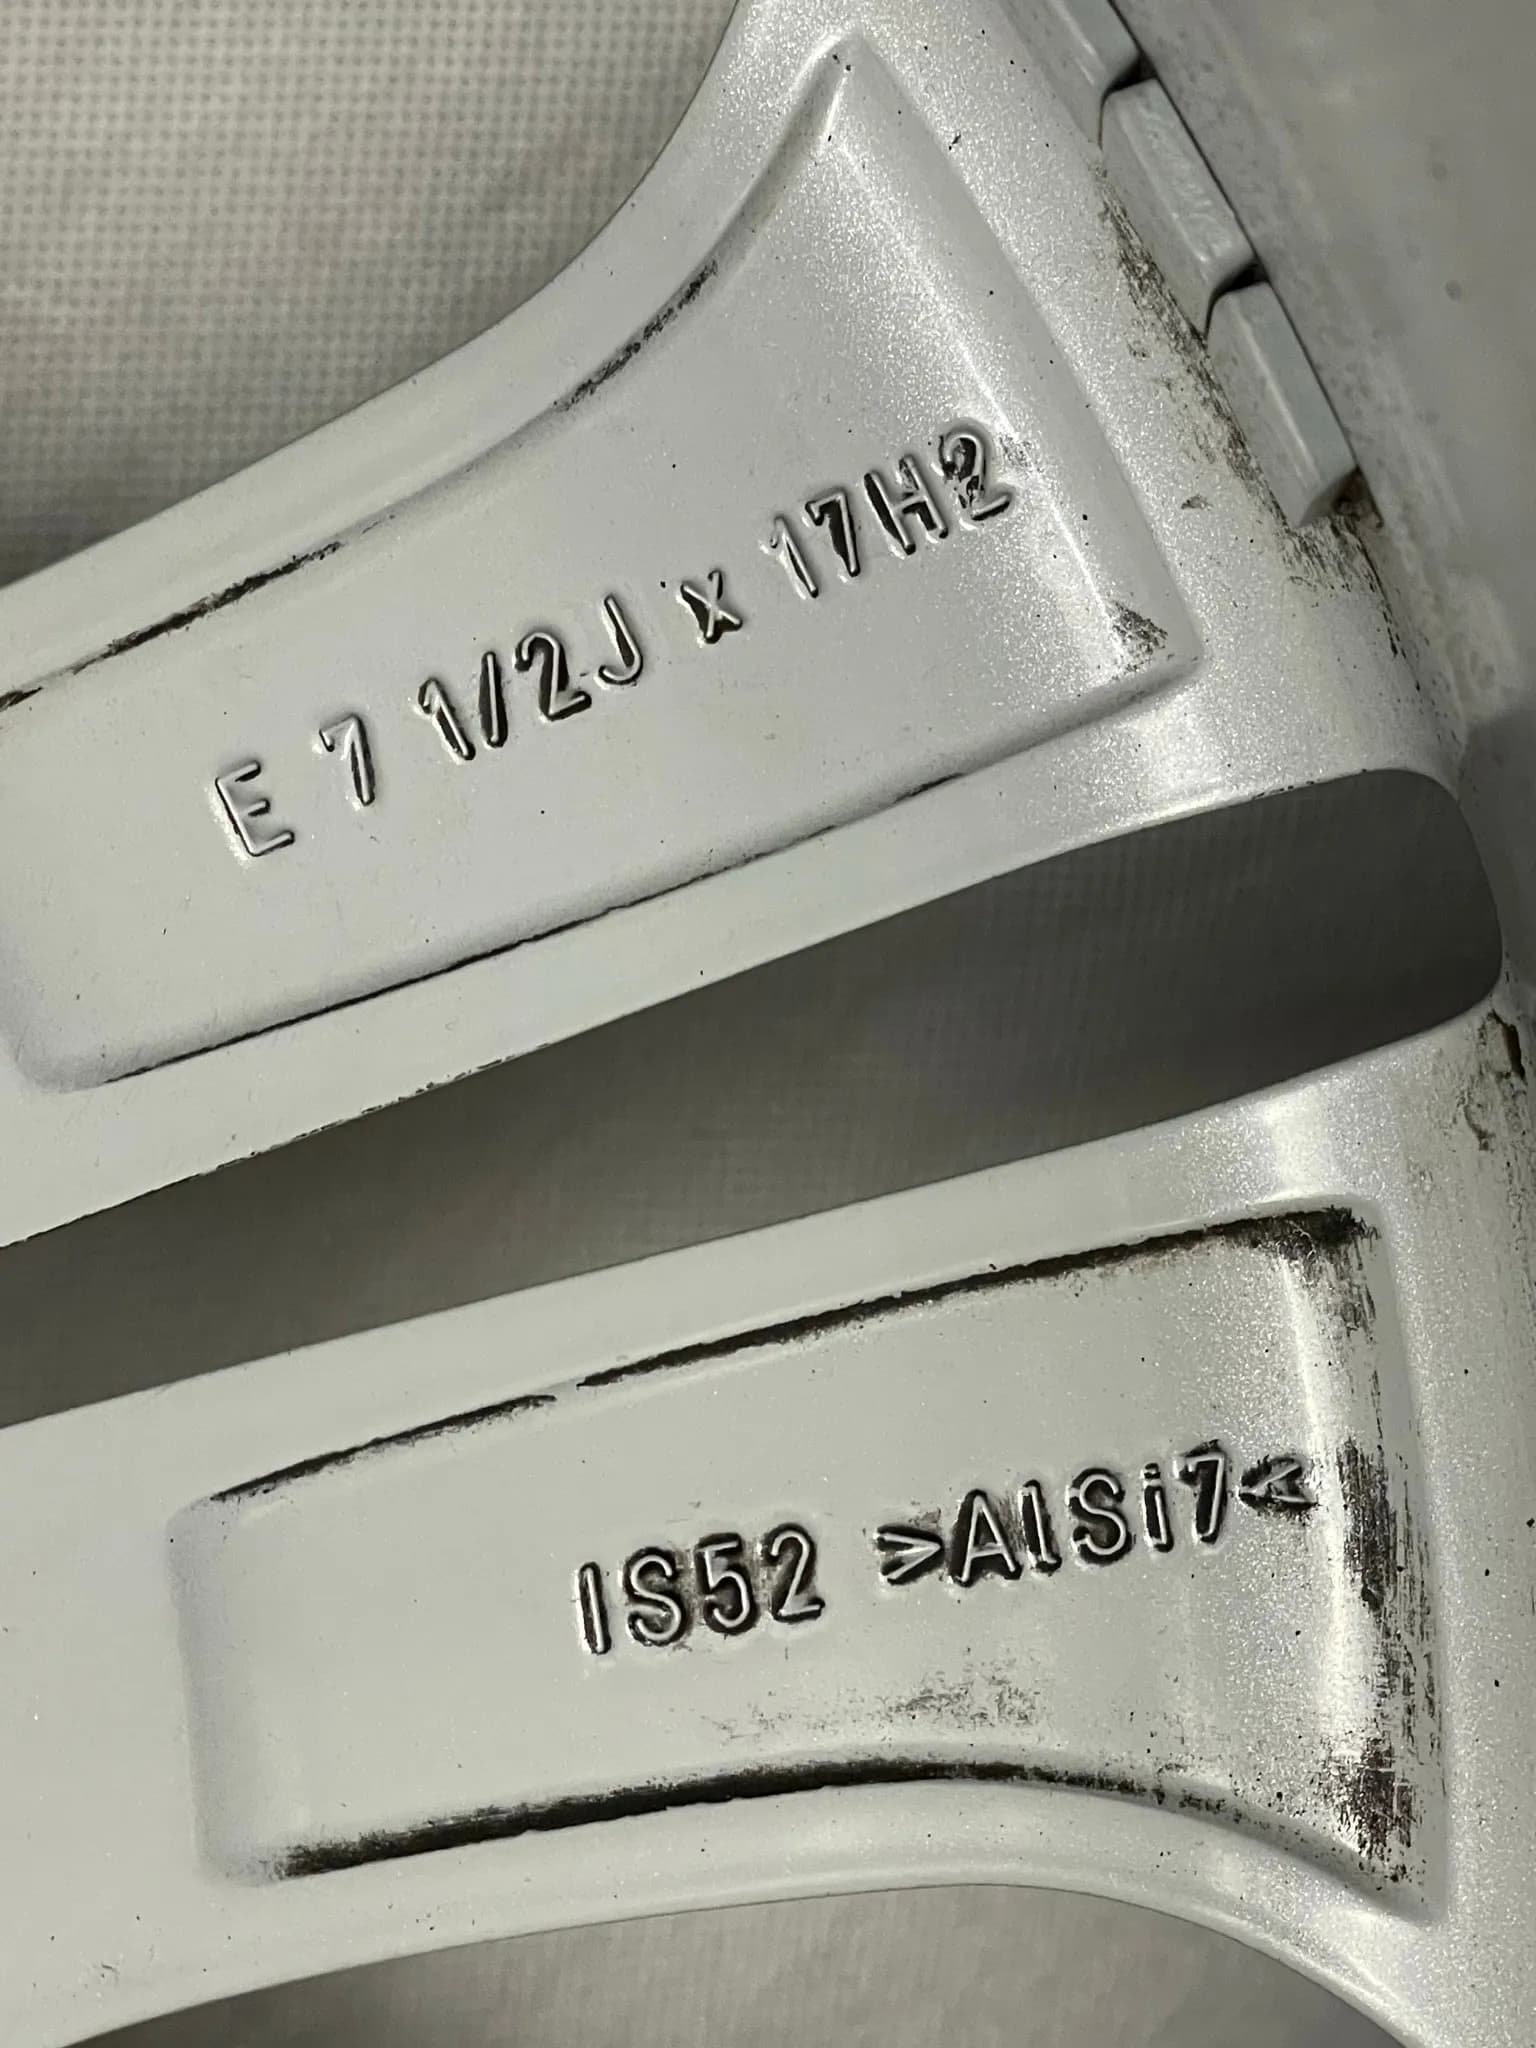 E 7 1/2J x 17H2
IS52 >AlSi7<